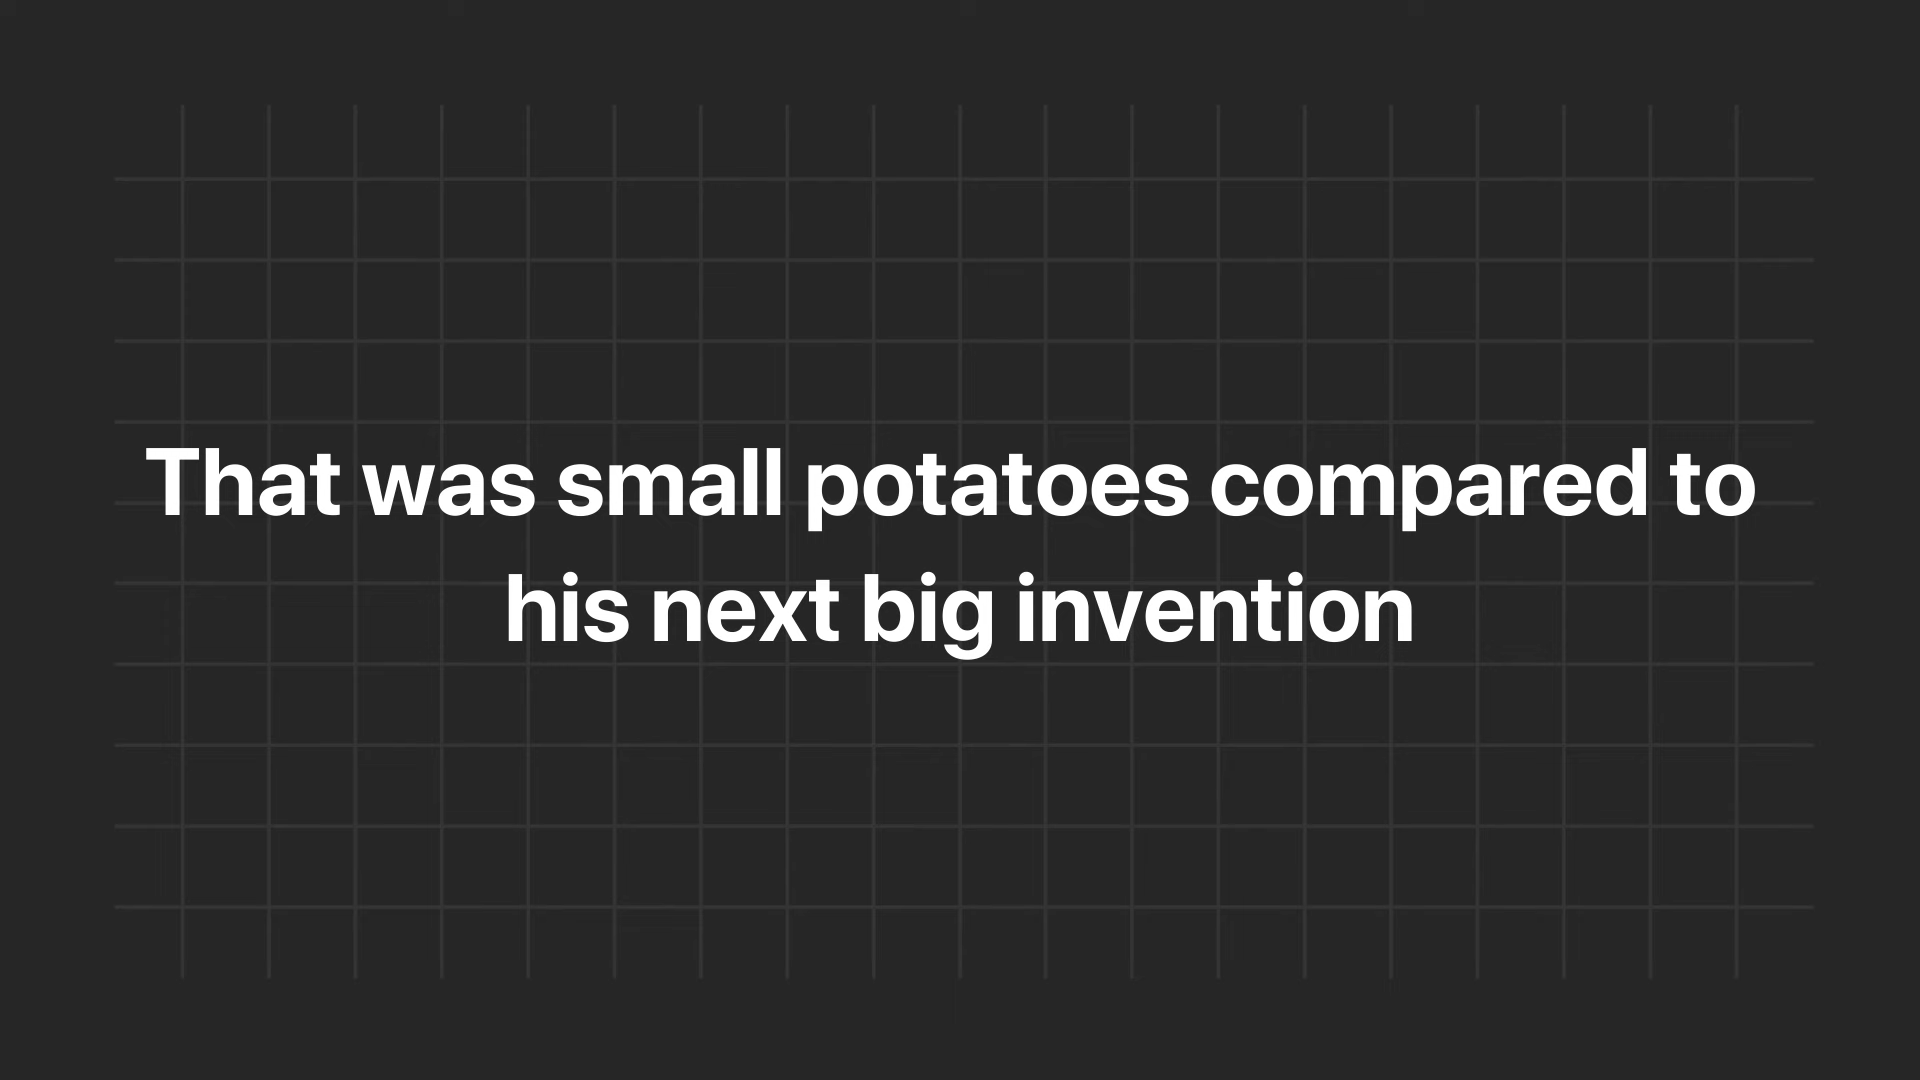 That was small potatoes compared to
his next big invention